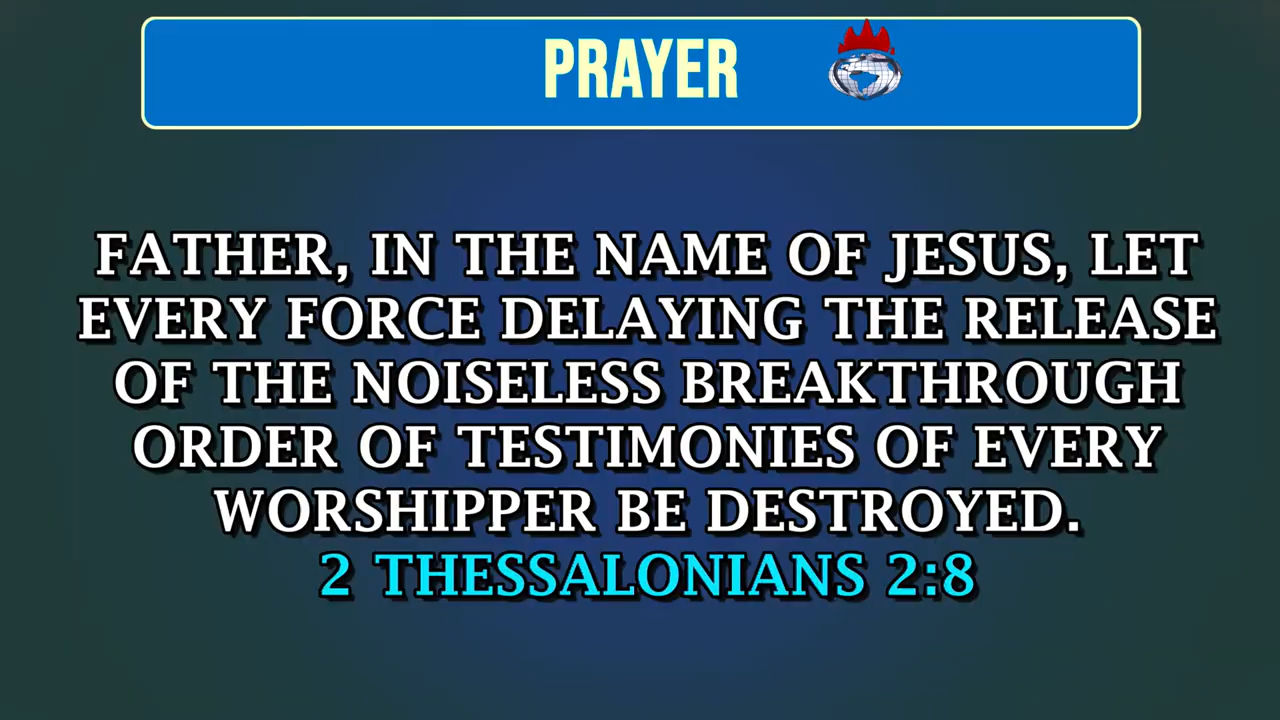 PRAYER
FATHER, IN THE NAME OF JESUS, LET
EVERY FORCE DELAYING THE RELEASE
OF THE NOISELESS BREAKTHROUGH
ORDER OF TESTIMONIES OF EVERY
WORSHIPPER BE DESTROYED.
2 THESSALONIANS 2:8